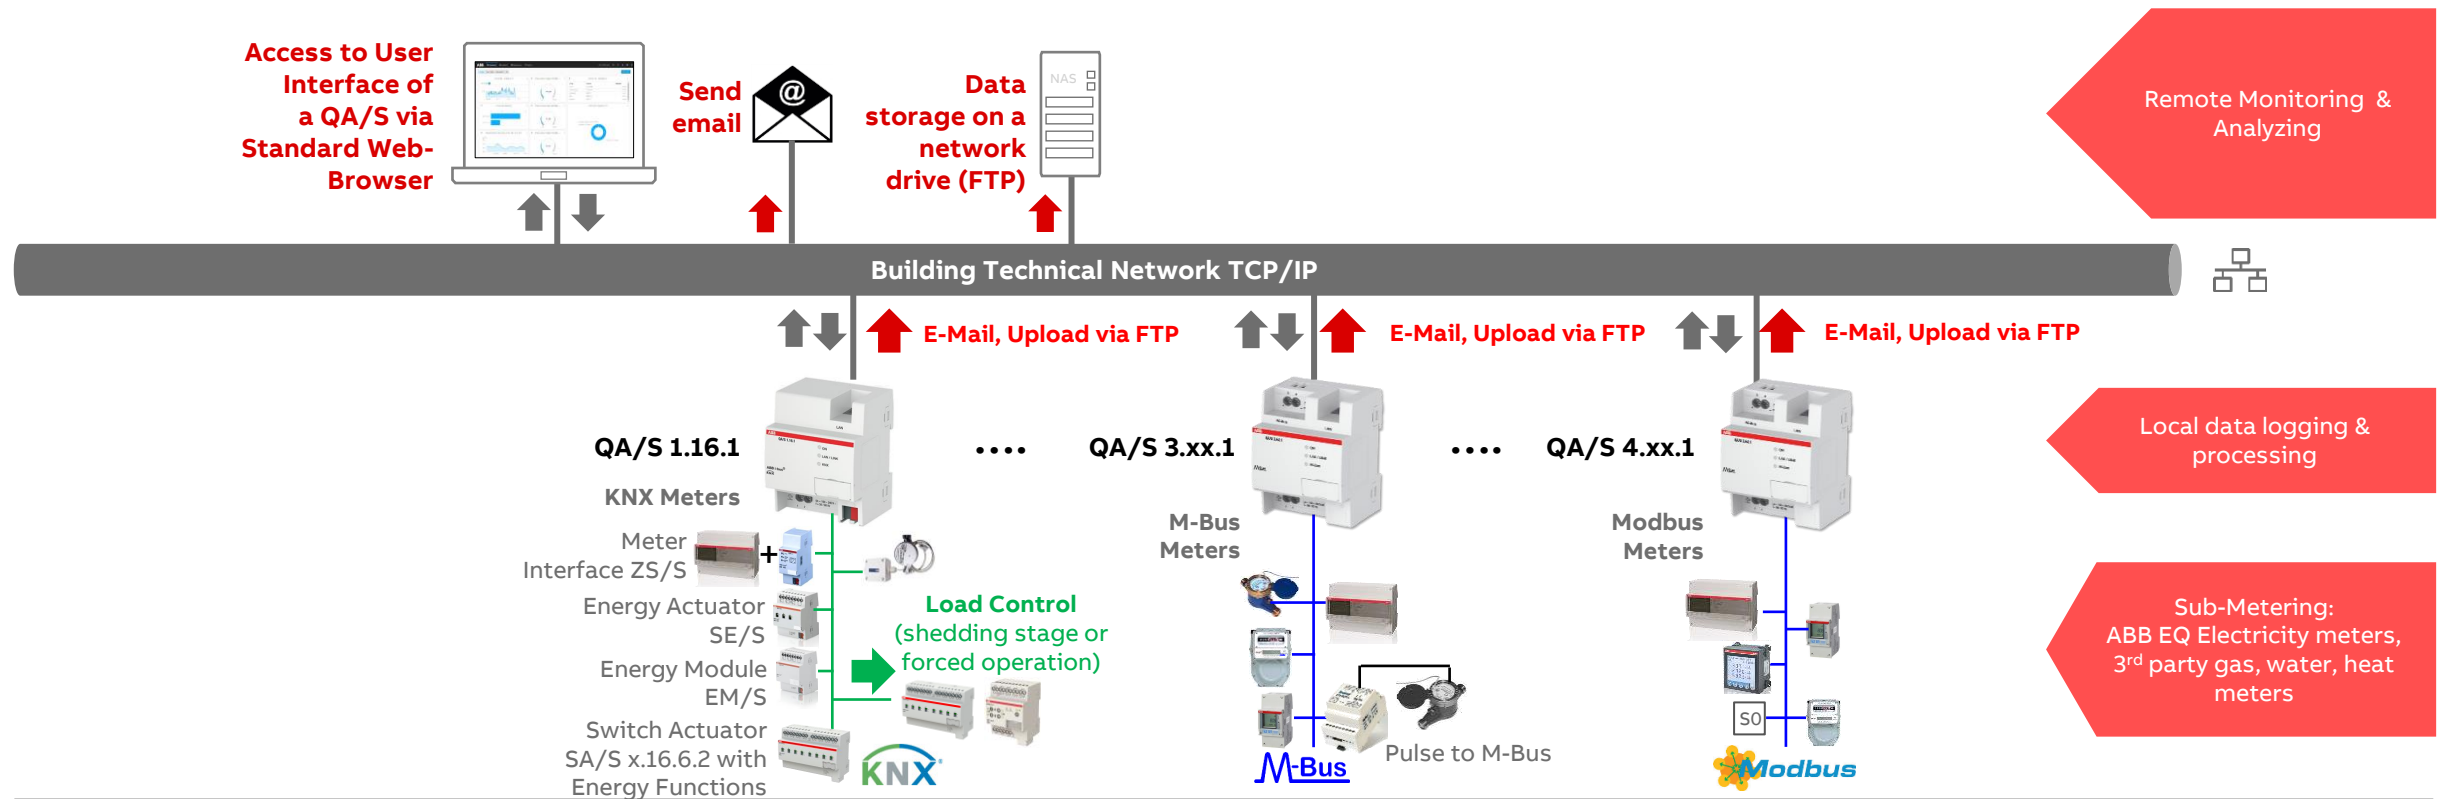 Access to User
Interface of
a QA/S via
Standard Web-
Browser
Send
email
@
Data
storage on a
network
drive (FTP)
NAS
Remote Monitoring &
Analyzing
Building Technical Network TCP/IP
E-Mail, Upload via FTP
E-Mail, Upload via FTP
E-Mail, Upload via FTP
QA/S 1.16.1
....
QA/S 3.xx.1
....
QA/S 4.xx.1
Local data logging &
processing
KNX Meters
M-Bus
Meters
Modbus
Meters
Meter
Interface ZS/S
+
Energy Actuator
SE/S
Energy Module
EM/S
Switch Actuator
SA/S x.16.6.2 with
Energy Functions
Load Control
(shedding stage or
forced operation)
KNX
Pulse to M-Bus
M-Bus
S0
Modbus
Sub-Metering:
ABB EQ Electricity meters,
3rd party gas, water, heat
meters